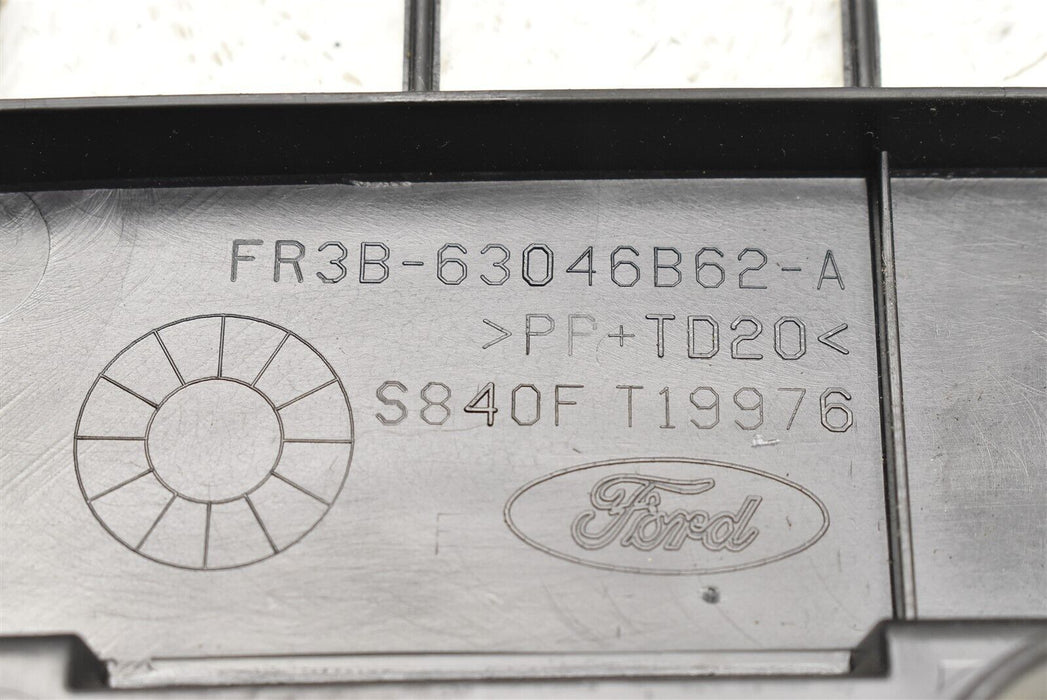 FR3B-63046B62-A
>PP+TD20<
S840F T19976
Ford